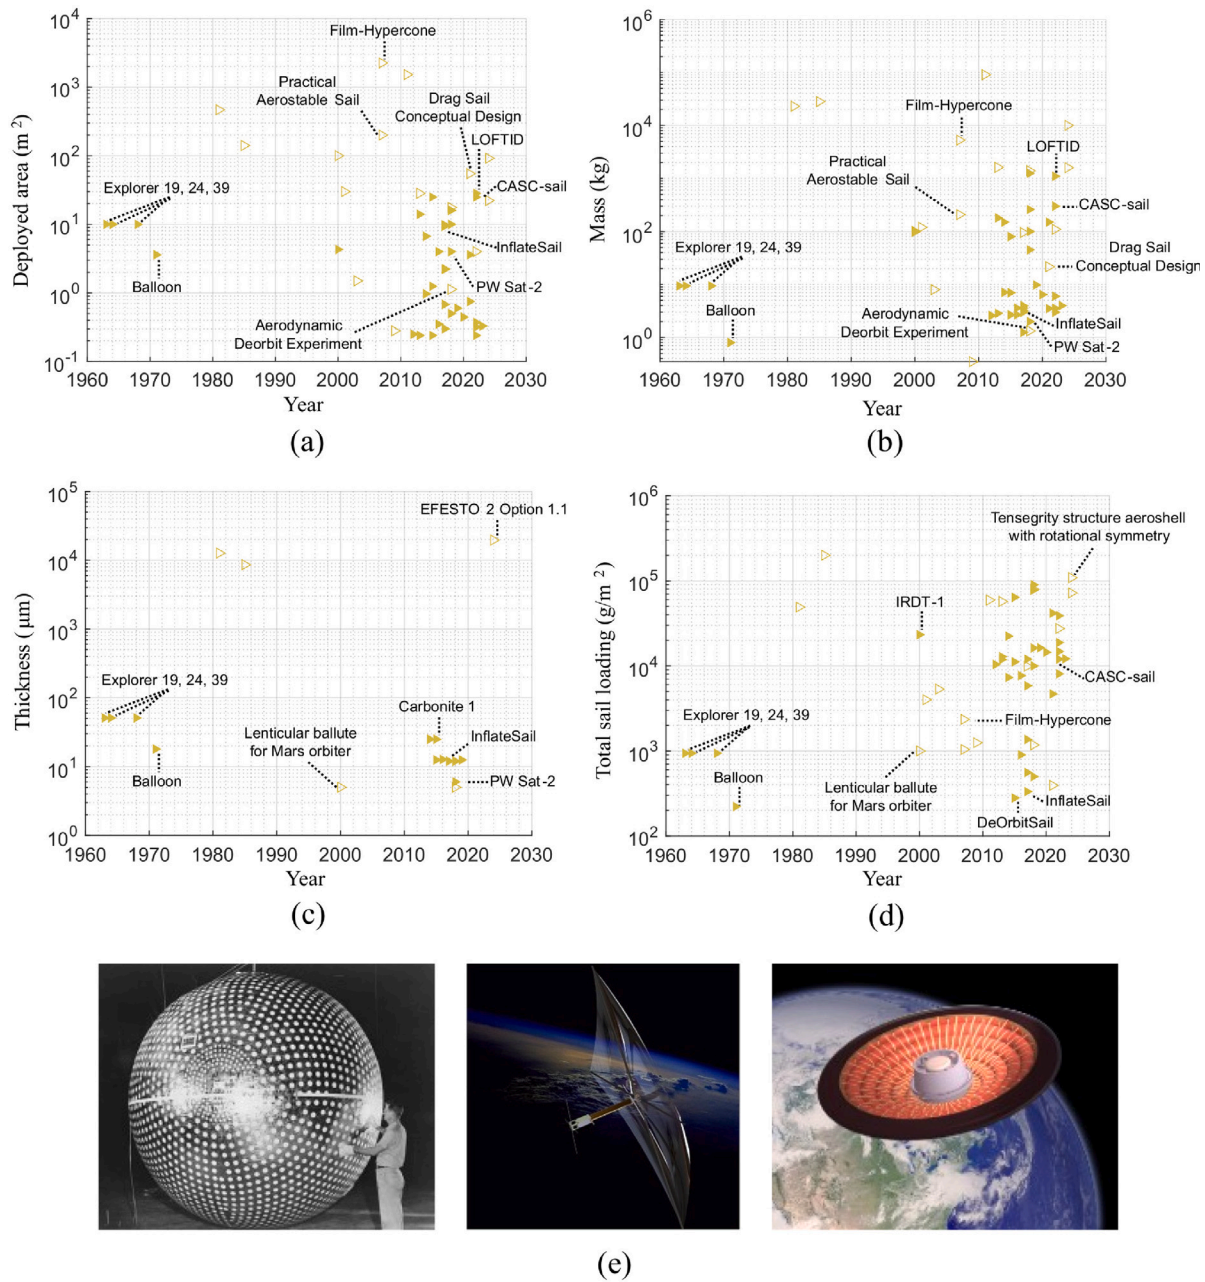 10^4
10^3
10^2
10^1
10^0
10^-1
Deployed area (m^2)
Film-Hypercone
Practical
Aerostable Sail
Drag Sail
Conceptual Design
LOFTID
Explorer 19, 24, 39
CASC-sail
InflateSail
Balloon
PW Sat-2
Aerodynamic
Deorbit Experiment
1960 1970 1980 1990 2000 2010 2020 2030
Year
(a)
10^6
10^4
10^2
10^0
Mass (kg)
Film-Hypercone
LOFTID
Practical
Aerostable Sail
CASC-sail
Explorer 19, 24, 39
Drag Sail
Conceptual Design
Balloon
Aerodynamic
Deorbit Experiment
InflateSail
PW Sat-2
1960 1970 1980 1990 2000 2010 2020 2030
Year
(b)
10^5
10^4
10^3
10^2
10^1
10^0
Thickness (μm)
EFESTO 2 Option 1.1
Explorer 19, 24, 39
Carbonite 1
Lenticular ballute
for Mars orbiter
InflateSail
Balloon
PW Sat-2
1960 1970 1980 1990 2000 2010 2020 2030
Year
(c)
10^6
10^5
10^4
10^3
10^2
Total sail loading (g/m^2)
Tensegrity structure aeroshell
with rotational symmetry
IRDT-1
CASC-sail
Explorer 19, 24, 39
Film-Hypercone
Balloon
Lenticular ballute
for Mars orbiter
InflateSail
DeOrbitSail
1960 1970 1980 1990 2000 2010 2020 2030
Year
(d)
(e)